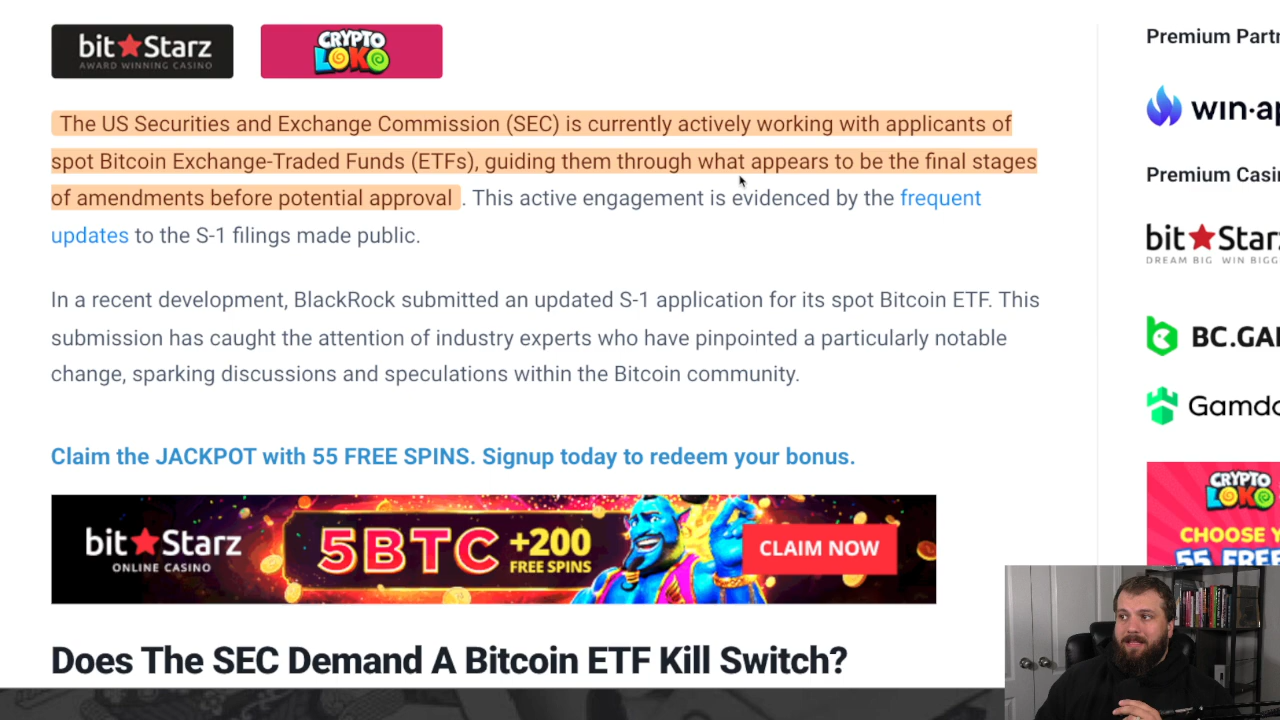 bit Starz
AWARD WINNING CASINO
CRYPTO
LOKO
Premium Part
The US Securities and Exchange Commission (SEC) is currently actively working with applicants of
spot Bitcoin Exchange-Traded Funds (ETFs), guiding them through what appears to be the final stages
of amendments before potential approval . This active engagement is evidenced by the frequent
updates to the S-1 filings made public.
In a recent development, BlackRock submitted an updated S-1 application for its spot Bitcoin ETF. This
submission has caught the attention of industry experts who have pinpointed a particularly notable
change, sparking discussions and speculations within the Bitcoin community.
Claim the JACKPOT with 55 FREE SPINS. Signup today to redeem your bonus.
bit Starz
ONLINE CASINO
5BTC
+200
FREE SPINS
CLAIM NOW
Does The SEC Demand A Bitcoin ETF Kill Switch?
win·ap
Premium Casi
bit Star
DREAM BIG WIN BIGG
BC.GA
Gamd
CRYPTO
LOKO
CHOOSE Y
55 FREE